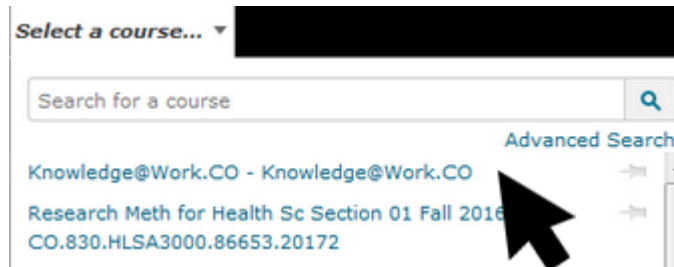 Select a course...
Search for a course
Advanced Search
Knowledge@Work.CO - Knowledge@Work.CO
Research Meth for Health Sc Section 01 Fall 2016
CO.830.HLSA3000.86653.20172